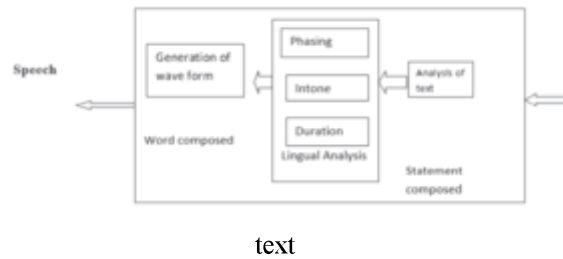 Speech
Generation of
wave form
Word composed
Phasing
Intone
Duration
Lingual Analysis
Analysis of
text
Statement
composed
text